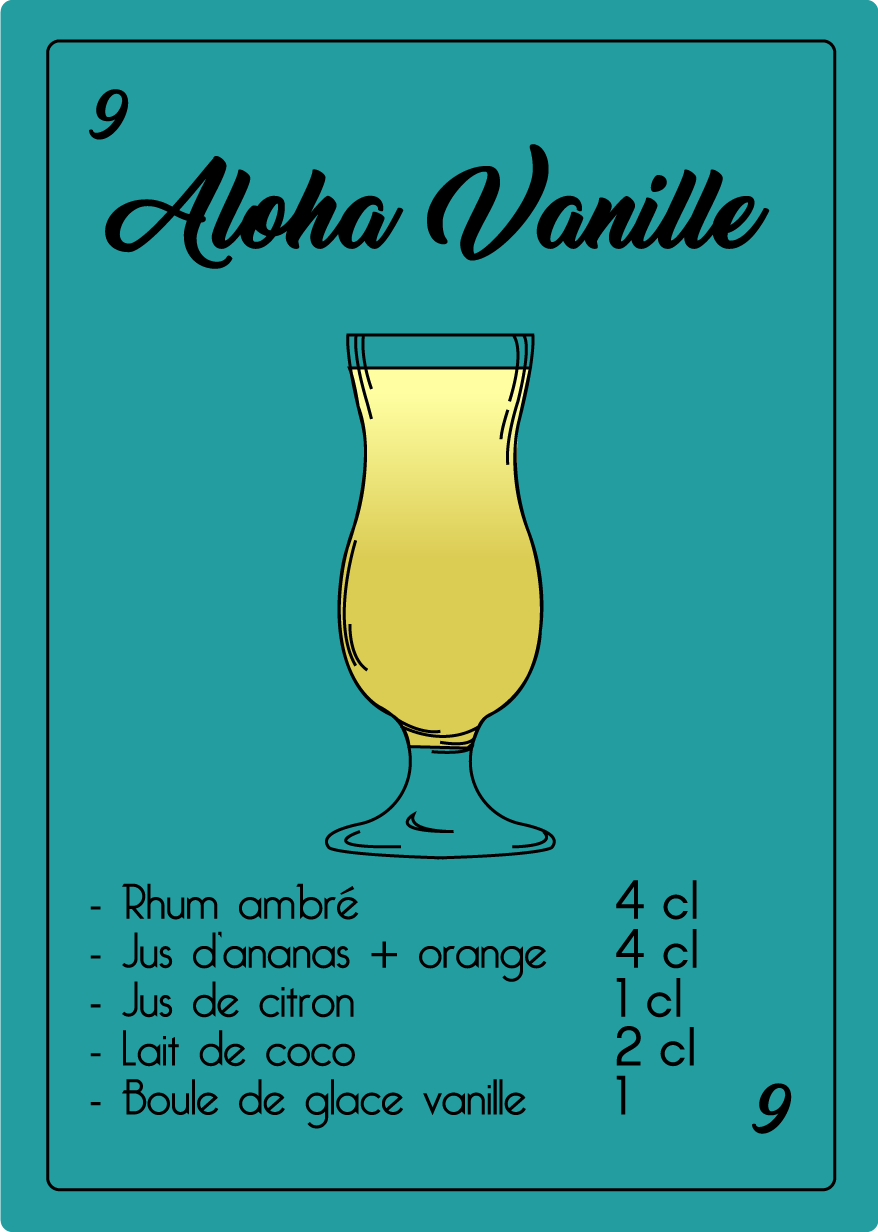 9
Aloha Vanille
- Rhum ambré 4 cl
- Jus d'ananas + orange 4 cl
- Jus de citron 1 cl
- Lait de coco 2 cl
- Boule de glace vanille 1
9